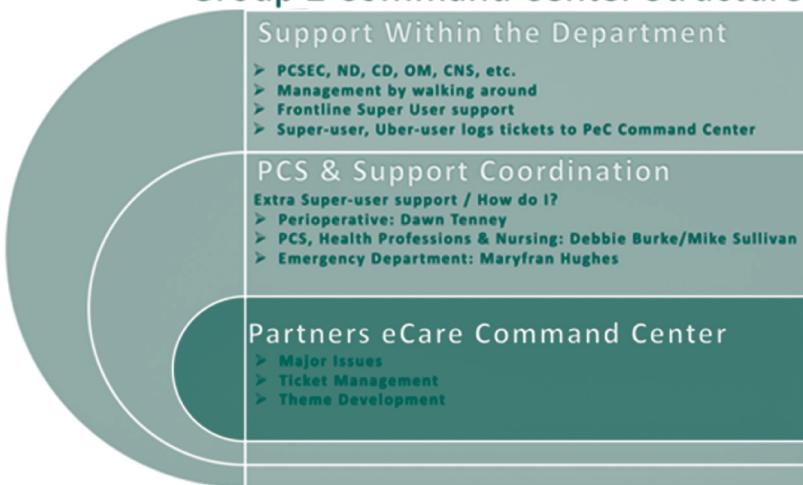 Support Within the Department
➢ PCSEC, ND, CD, OM, CNS, etc.
➢ Management by walking around
➢ Frontline Super User support
➢ Super-user, Uber-user logs tickets to PeC Command Center
PCS & Support Coordination
Extra Super-user support / How do I?
➢ Perioperative: Dawn Tenney
➢ PCS, Health Professions & Nursing: Debbie Burke/Mike Sullivan
➢ Emergency Department: Maryfran Hughes
Partners eCare Command Center
➢ Major Issues
➢ Ticket Management
➢ Theme Development